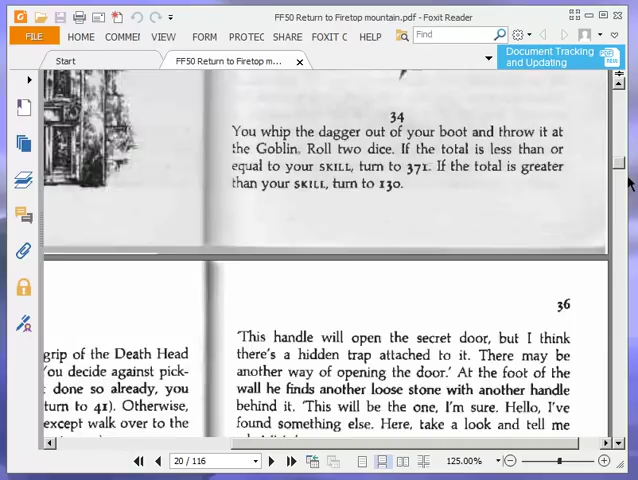 FF50 Return to Firetop mountain.pdf - Foxit Reader
FILE HOME COMMEI VIEW FORM PROTEC SHARE FOXIT C HELP Find
Document Tracking
and Updating
Start FF50 Return to Firetop m...
34
You whip the dagger out of your boot and throw it at
the Goblin. Roll two dice. If the total is less than or
equal to your SKILL, turn to 371. If the total is greater
than your SKILL, turn to 130.
36
grip of the Death Head
You decide against pick-
done so already, you
turn to 41). Otherwise,
except walk over to the
'This handle will open the secret door, but I think
there's a hidden trap attached to it. There may be
another way of opening the door.' At the foot of the
wall he finds another loose stone with another handle
behind it. 'This will be the one, I'm sure. Hello, I've
found something else. Here, take a look and tell me
20 / 116
125.00%